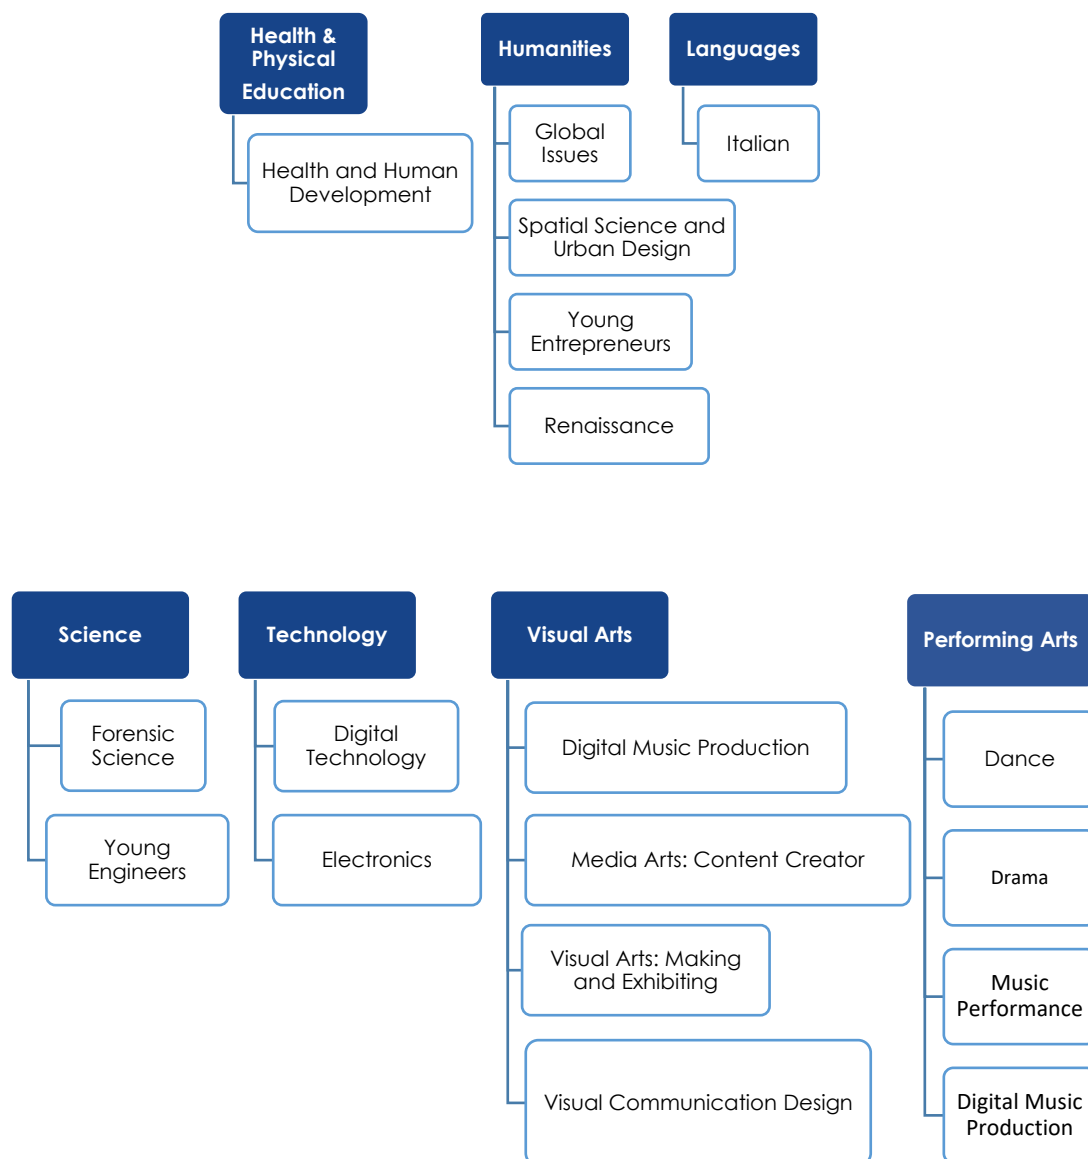 Health &
Physical
Education
Health and Human
Development
Humanities
Global
Issues
Spatial Science and
Urban Design
Young
Entrepreneurs
Renaissance
Languages
Italian
Science
Forensic
Science
Young
Engineers
Technology
Digital
Technology
Electronics
Visual Arts
Digital Music Production
Media Arts: Content Creator
Visual Arts: Making
and Exhibiting
Visual Communication Design
Performing Arts
Dance
Drama
Music
Performance
Digital Music
Production